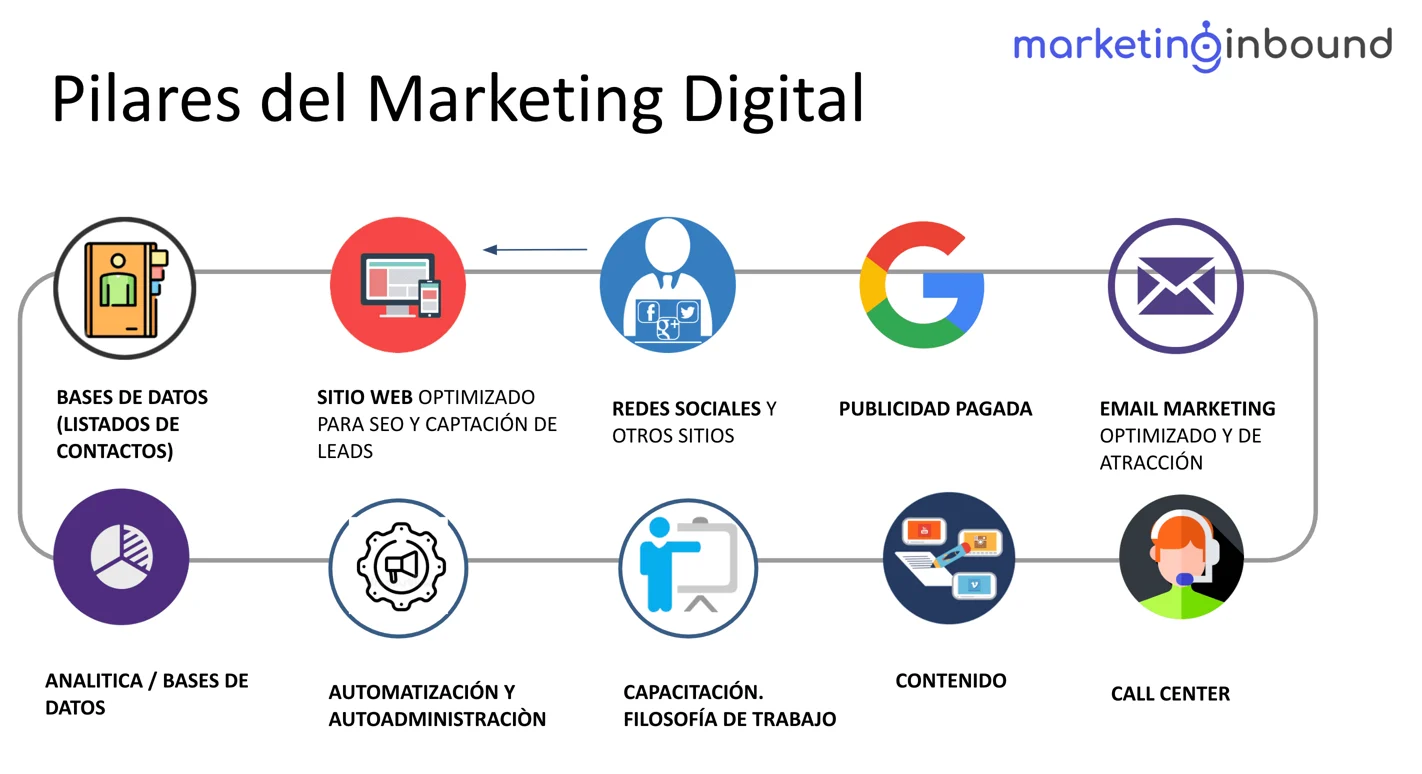 marketinginbound
Pilares del Marketing Digital
BASES DE DATOS
(LISTADOS DE
CONTACTOS)
SITIO WEB OPTIMIZADO
PARA SEO Y CAPTACIÓN DE
LEADS
REDES SOCIALES Y
OTROS SITIOS
PUBLICIDAD PAGADA
EMAIL MARKETING
OPTIMIZADO Y DE
ATRACCIÓN
ANALITICA / BASES DE
DATOS
AUTOMATIZACIÓN Y
AUTOADMINISTRACIÒN
CAPACITACIÓN.
FILOSOFÍA DE TRABAJO
CONTENIDO
CALL CENTER